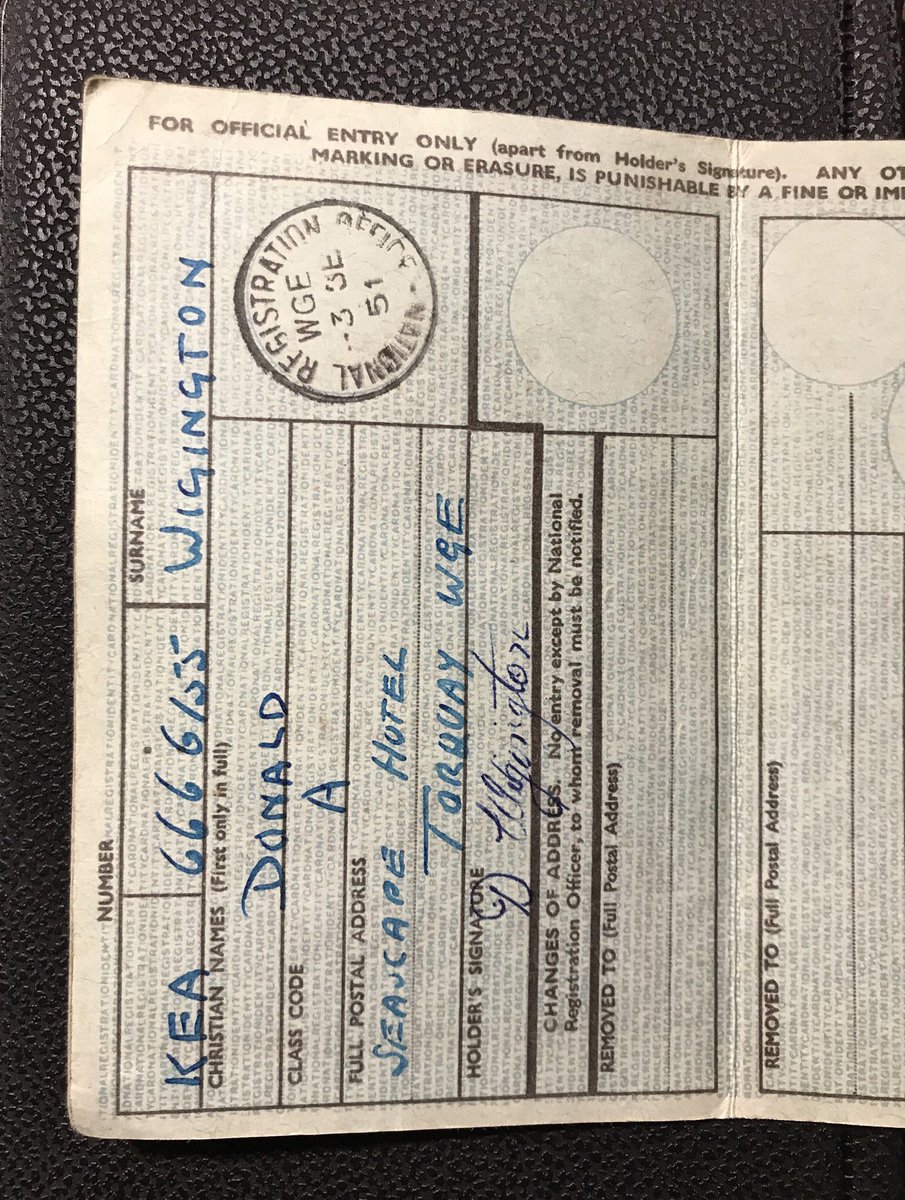 FOR OFFICIAL ENTRY ONLY (apart from Holder's Signature). ANY OT
MARKING OR ERASURE, IS PUNISHABLE BY A FINE OR IMP
NUMBER
SURNAME
KEA 666 6/55 WIGINGTON
CHRISTIAN NAMES (First only in full)
DONALD
CLASS CODE
A
FULL POSTAL ADDRESS
SEASCAPE HOTEL
TORQUAY WGE
HOLDER'S SIGNATURE
D Wigington
NATIONAL REGISTRATION OFFICE
WGE
3 SE
51
CHANGES OF ADDRESS. No entry except by National
Registration Officer, to whom removal must be notified.
REMOVED TO (Full Postal Address)
REMOVED TO (Full Postal Address)